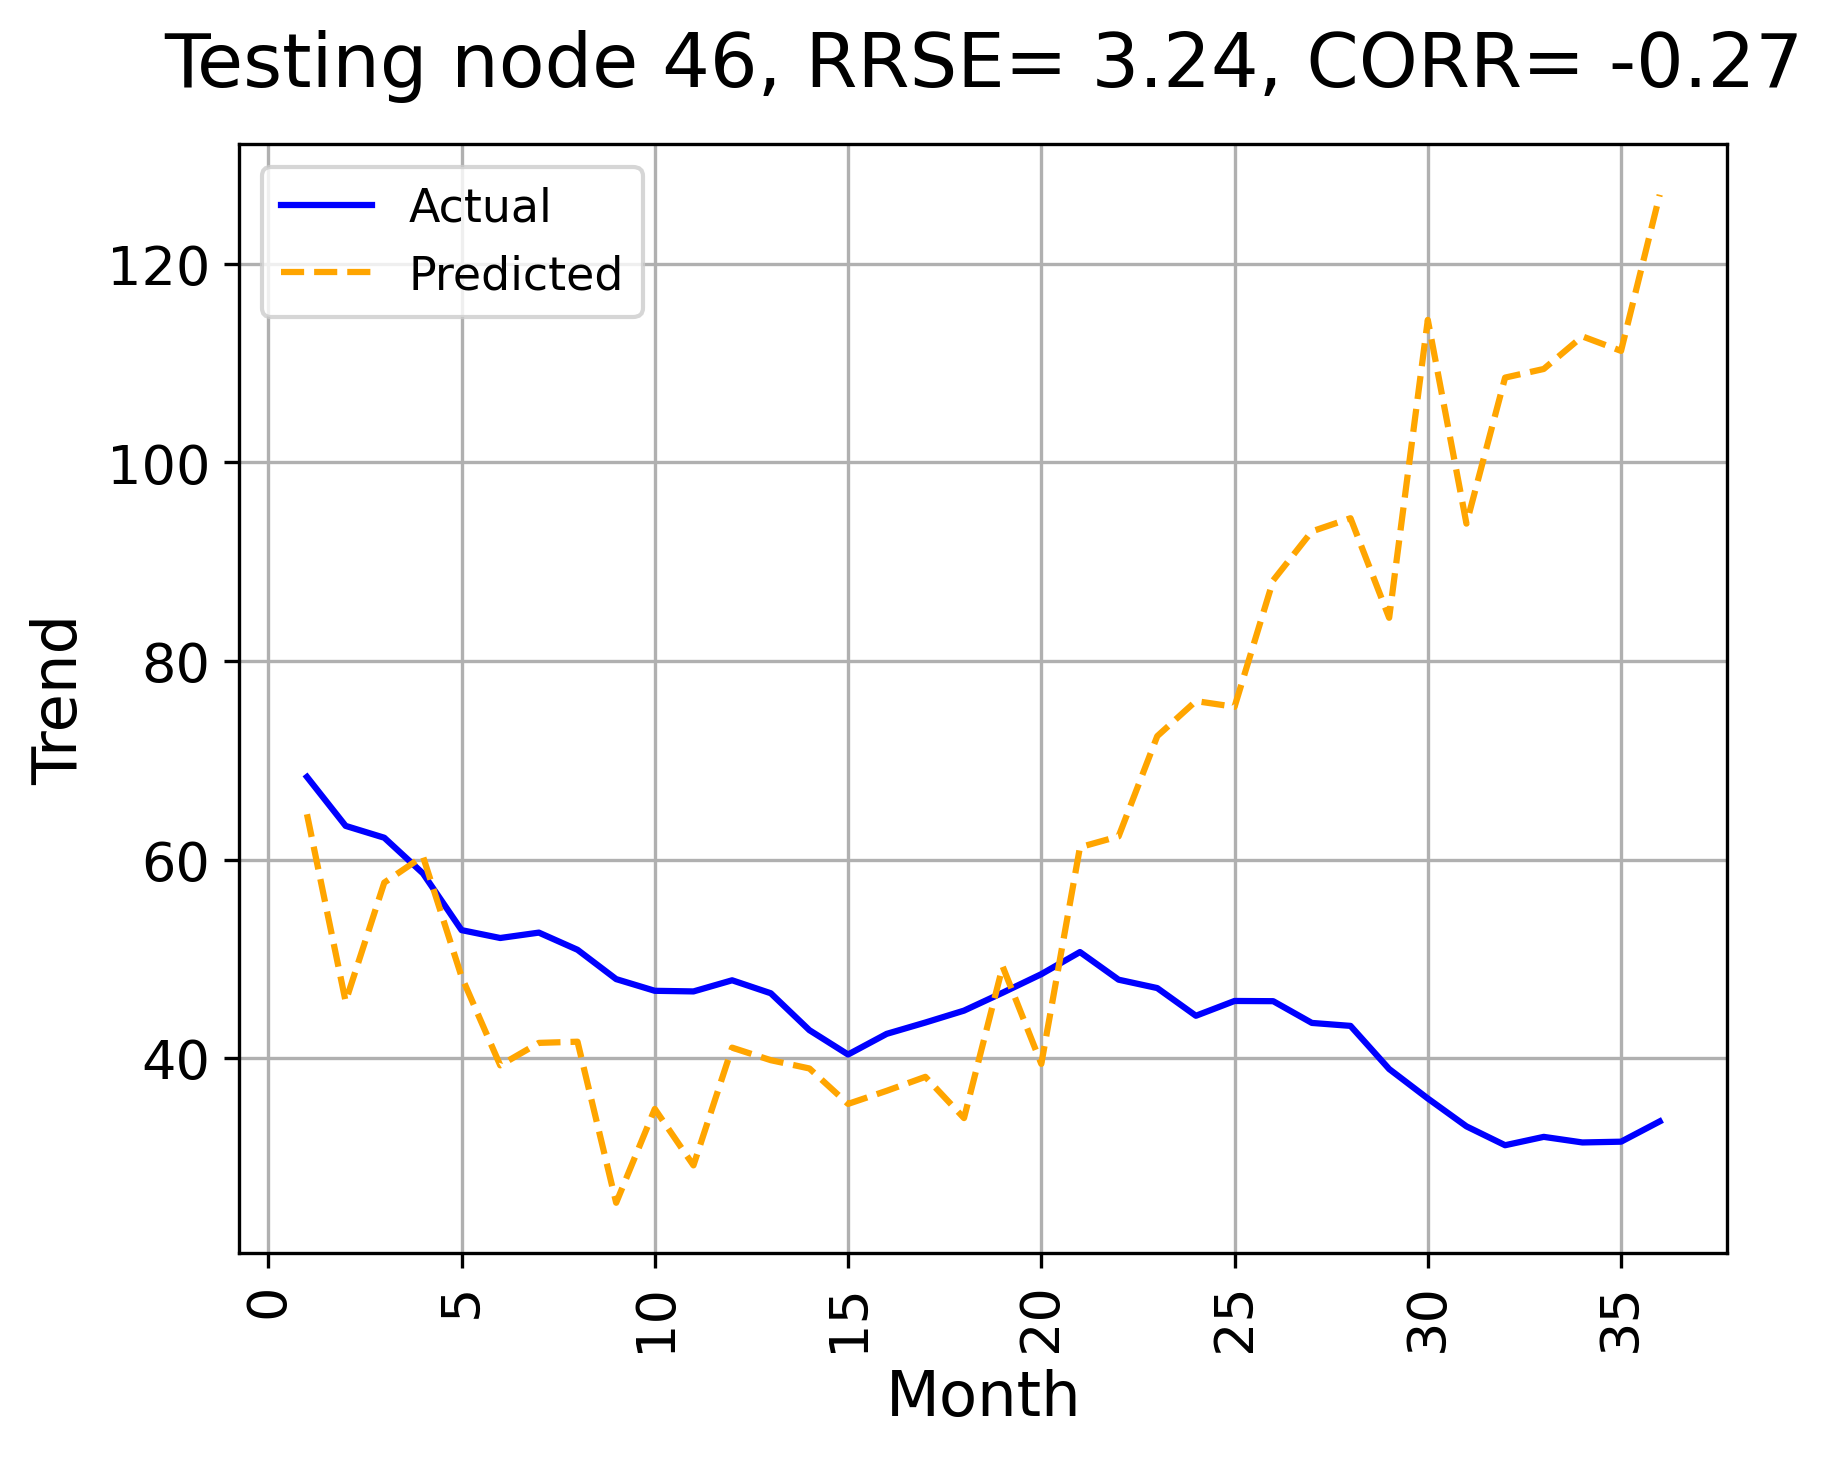 Testing node 46, RRSE= 3.24, CORR= -0.27
Actual
Predicted
120
100
80
60
40
Trend
0
5
10
15
20
25
30
35
Month